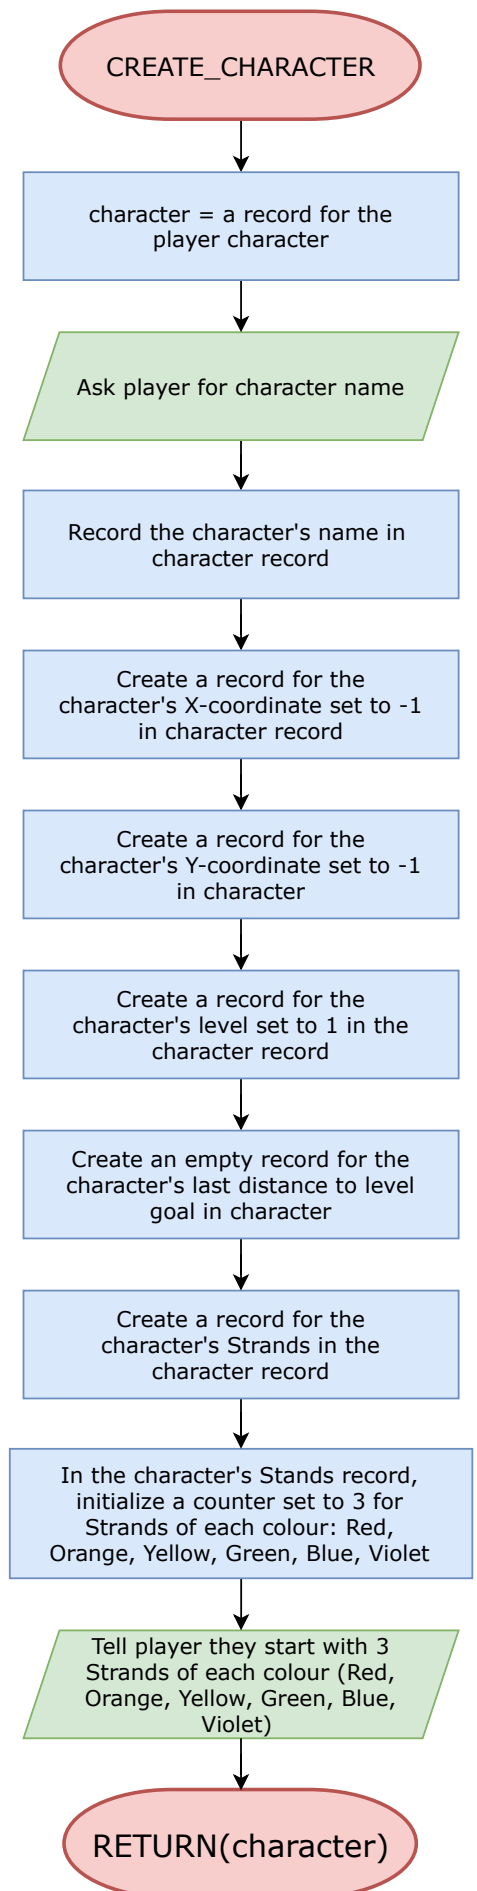 CREATE_CHARACTER
character = a record for the
player character
Ask player for character name
Record the character's name in
character record
Create a record for the
character's X-coordinate set to -1
in character record
Create a record for the
character's Y-coordinate set to -1
in character
Create a record for the
character's level set to 1 in the
character record
Create an empty record for the
character's last distance to level
goal in character
Create a record for the
character's Strands in the
character record
In the character's Stands record,
initialize a counter set to 3 for
Strands of each colour: Red,
Orange, Yellow, Green, Blue, Violet
Tell player they start with 3
Strands of each colour (Red,
Orange, Yellow, Green, Blue,
Violet)
RETURN(character)